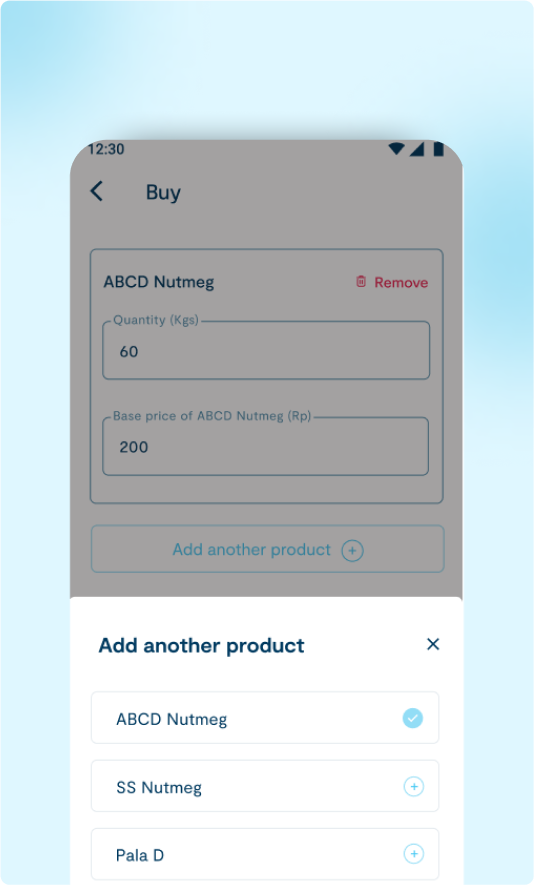 12:30
Buy
ABCD Nutmeg
Remove
Quantity (Kgs)
60
Base price of ABCD Nutmeg (Rp)
200
Add another product
Add another product
ABCD Nutmeg
SS Nutmeg
Pala D